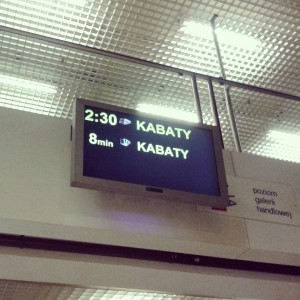 2:30 KABATY
8min KABATY
poziom
galerii
handlowej